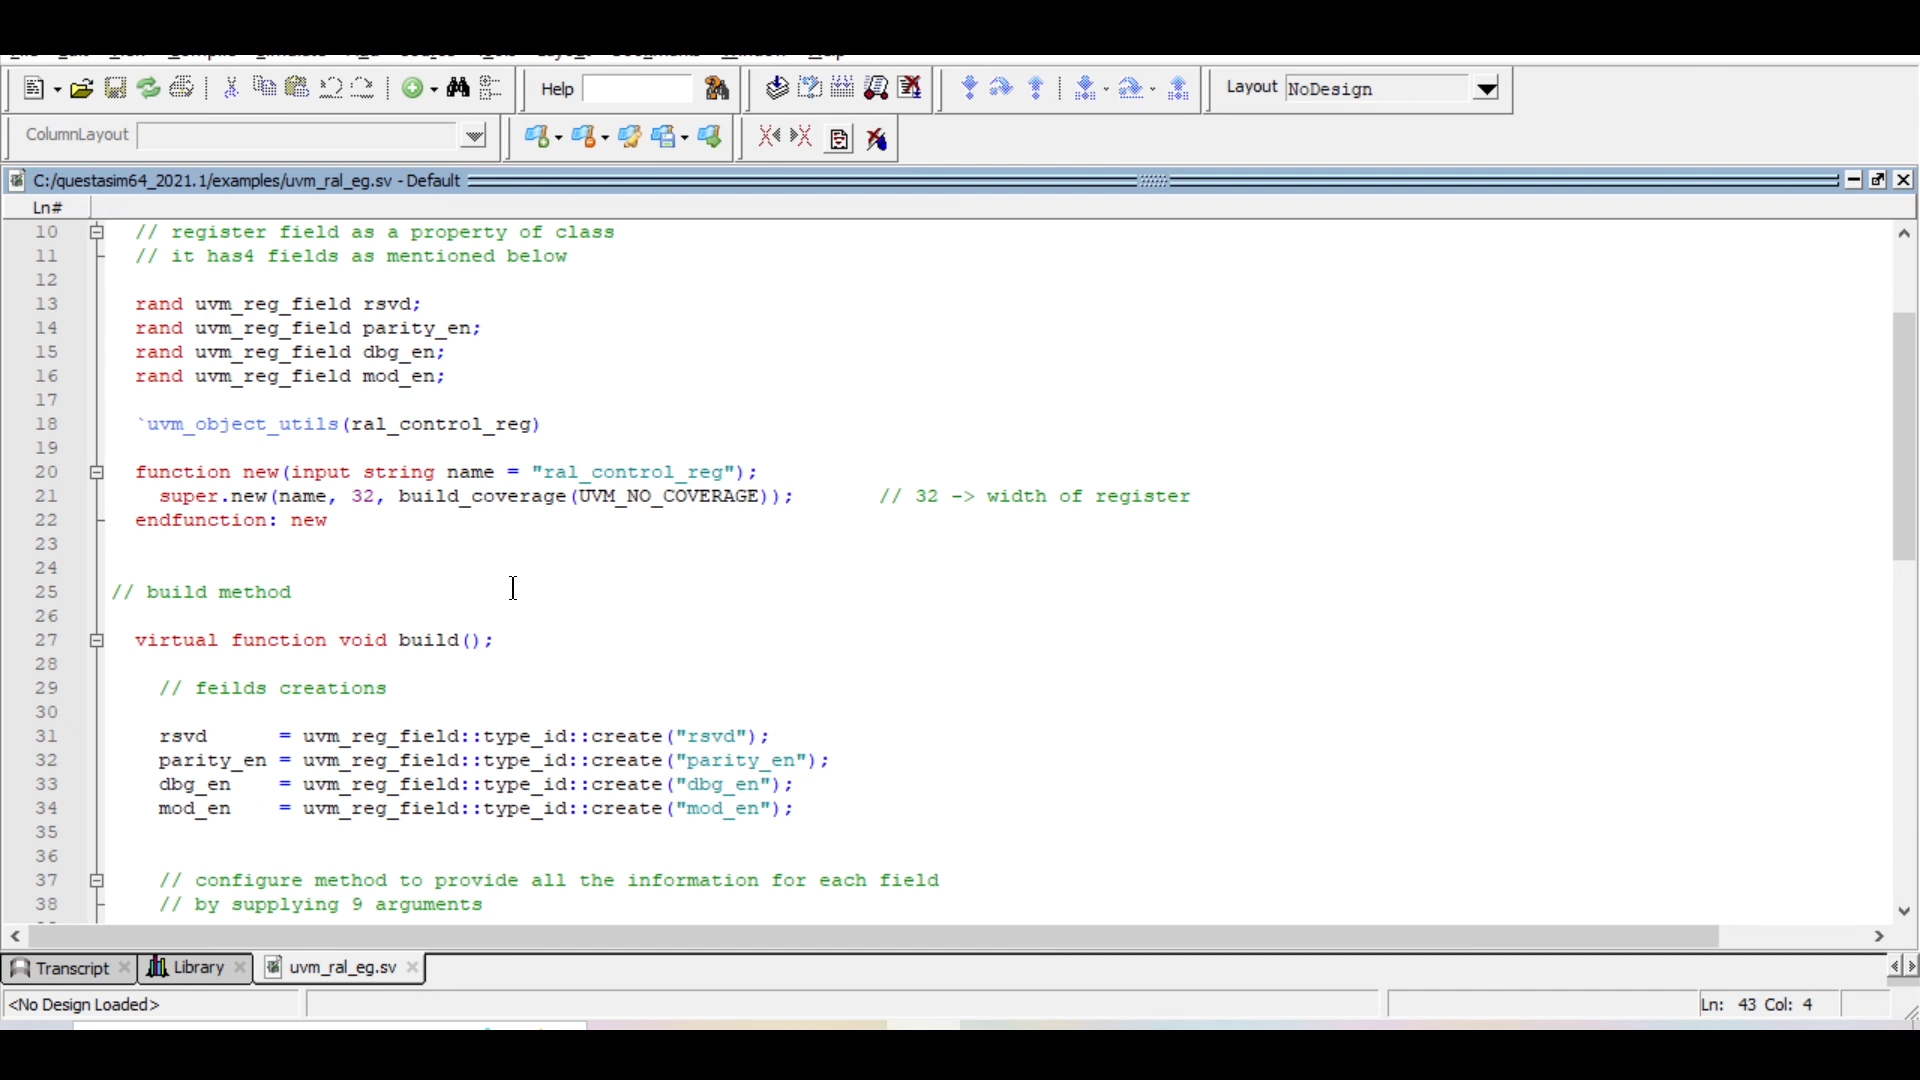 Help
Layout NoDesign
ColumnLayout
C:/questasim64_2021.1/examples/uvm_ral_eg.sv - Default
Ln#
10 // register field as a property of class
11 // it has4 fields as mentioned below
12
13 rand uvm_reg_field rsvd;
14 rand uvm_reg_field parity_en;
15 rand uvm_reg_field dbg_en;
16 rand uvm_reg_field mod_en;
17
18 `uvm_object_utils(ral_control_reg)
19
20 function new(input string name = "ral_control_reg");
21 super.new(name, 32, build_coverage(UVM_NO_COVERAGE)); // 32 -> width of register
22 endfunction: new
23
24
25 // build method
26
27 virtual function void build();
28
29 // feilds creations
30
31 rsvd = uvm_reg_field::type_id::create("rsvd");
32 parity_en = uvm_reg_field::type_id::create("parity_en");
33 dbg_en = uvm_reg_field::type_id::create("dbg_en");
34 mod_en = uvm_reg_field::type_id::create("mod_en");
35
36
37 // configure method to provide all the information for each field
38 // by supplying 9 arguments
Transcript Library uvm_ral_eg.sv
<No Design Loaded> Ln: 43 Col: 4